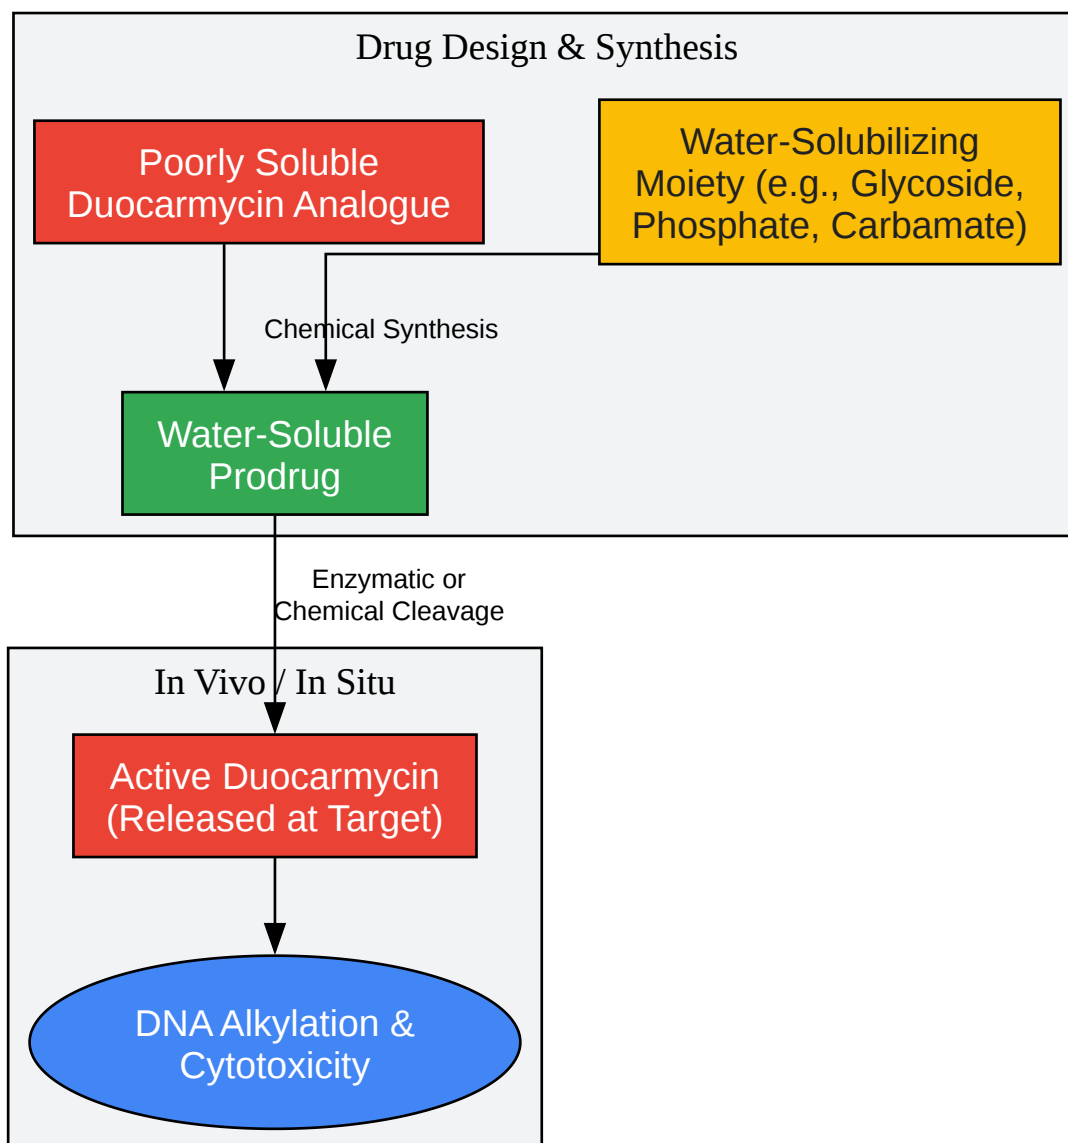 Drug Design & Synthesis
Poorly Soluble
Duocarmycin Analogue
Water-Solubilizing
Moiety (e.g., Glycoside,
Phosphate, Carbamate)
Chemical Synthesis
Water-Soluble
Prodrug
Enzymatic or
Chemical Cleavage
In Vivo / In Situ
Active Duocarmycin
(Released at Target)
DNA Alkylation &
Cytotoxicity